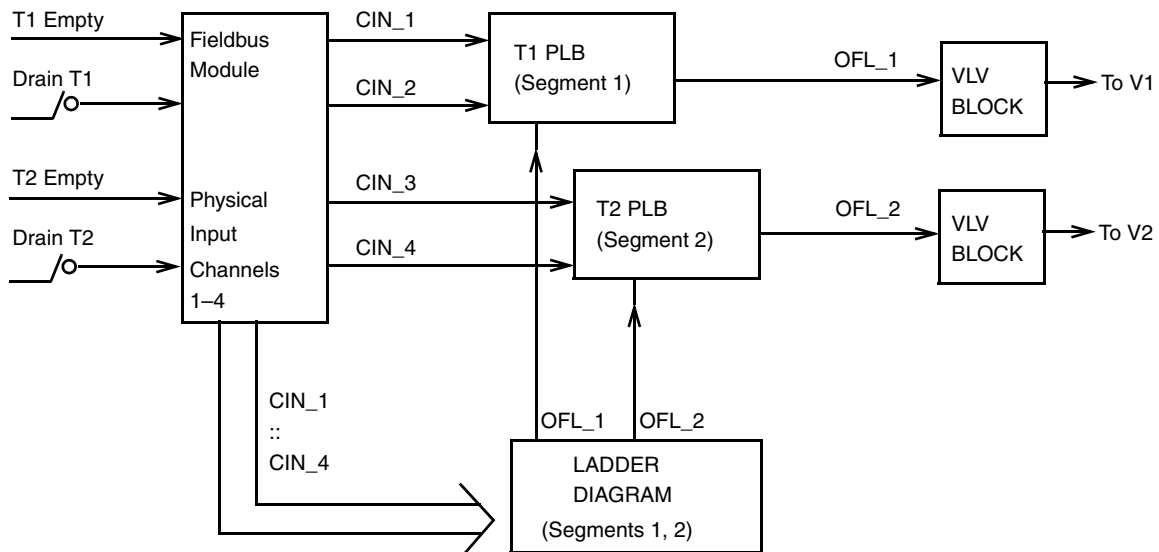 T1 Empty
Drain T1
T2 Empty
Drain T2
Fieldbus
Module
Physical
Input
Channels
1–4
CIN_1
CIN_2
CIN_3
CIN_4
T1 PLB
(Segment 1)
T2 PLB
(Segment 2)
OFL_1
OFL_2
VLV
BLOCK
To V1
VLV
BLOCK
To V2
CIN_1
::
CIN_4
OFL_1
OFL_2
LADDER
DIAGRAM
(Segments 1, 2)